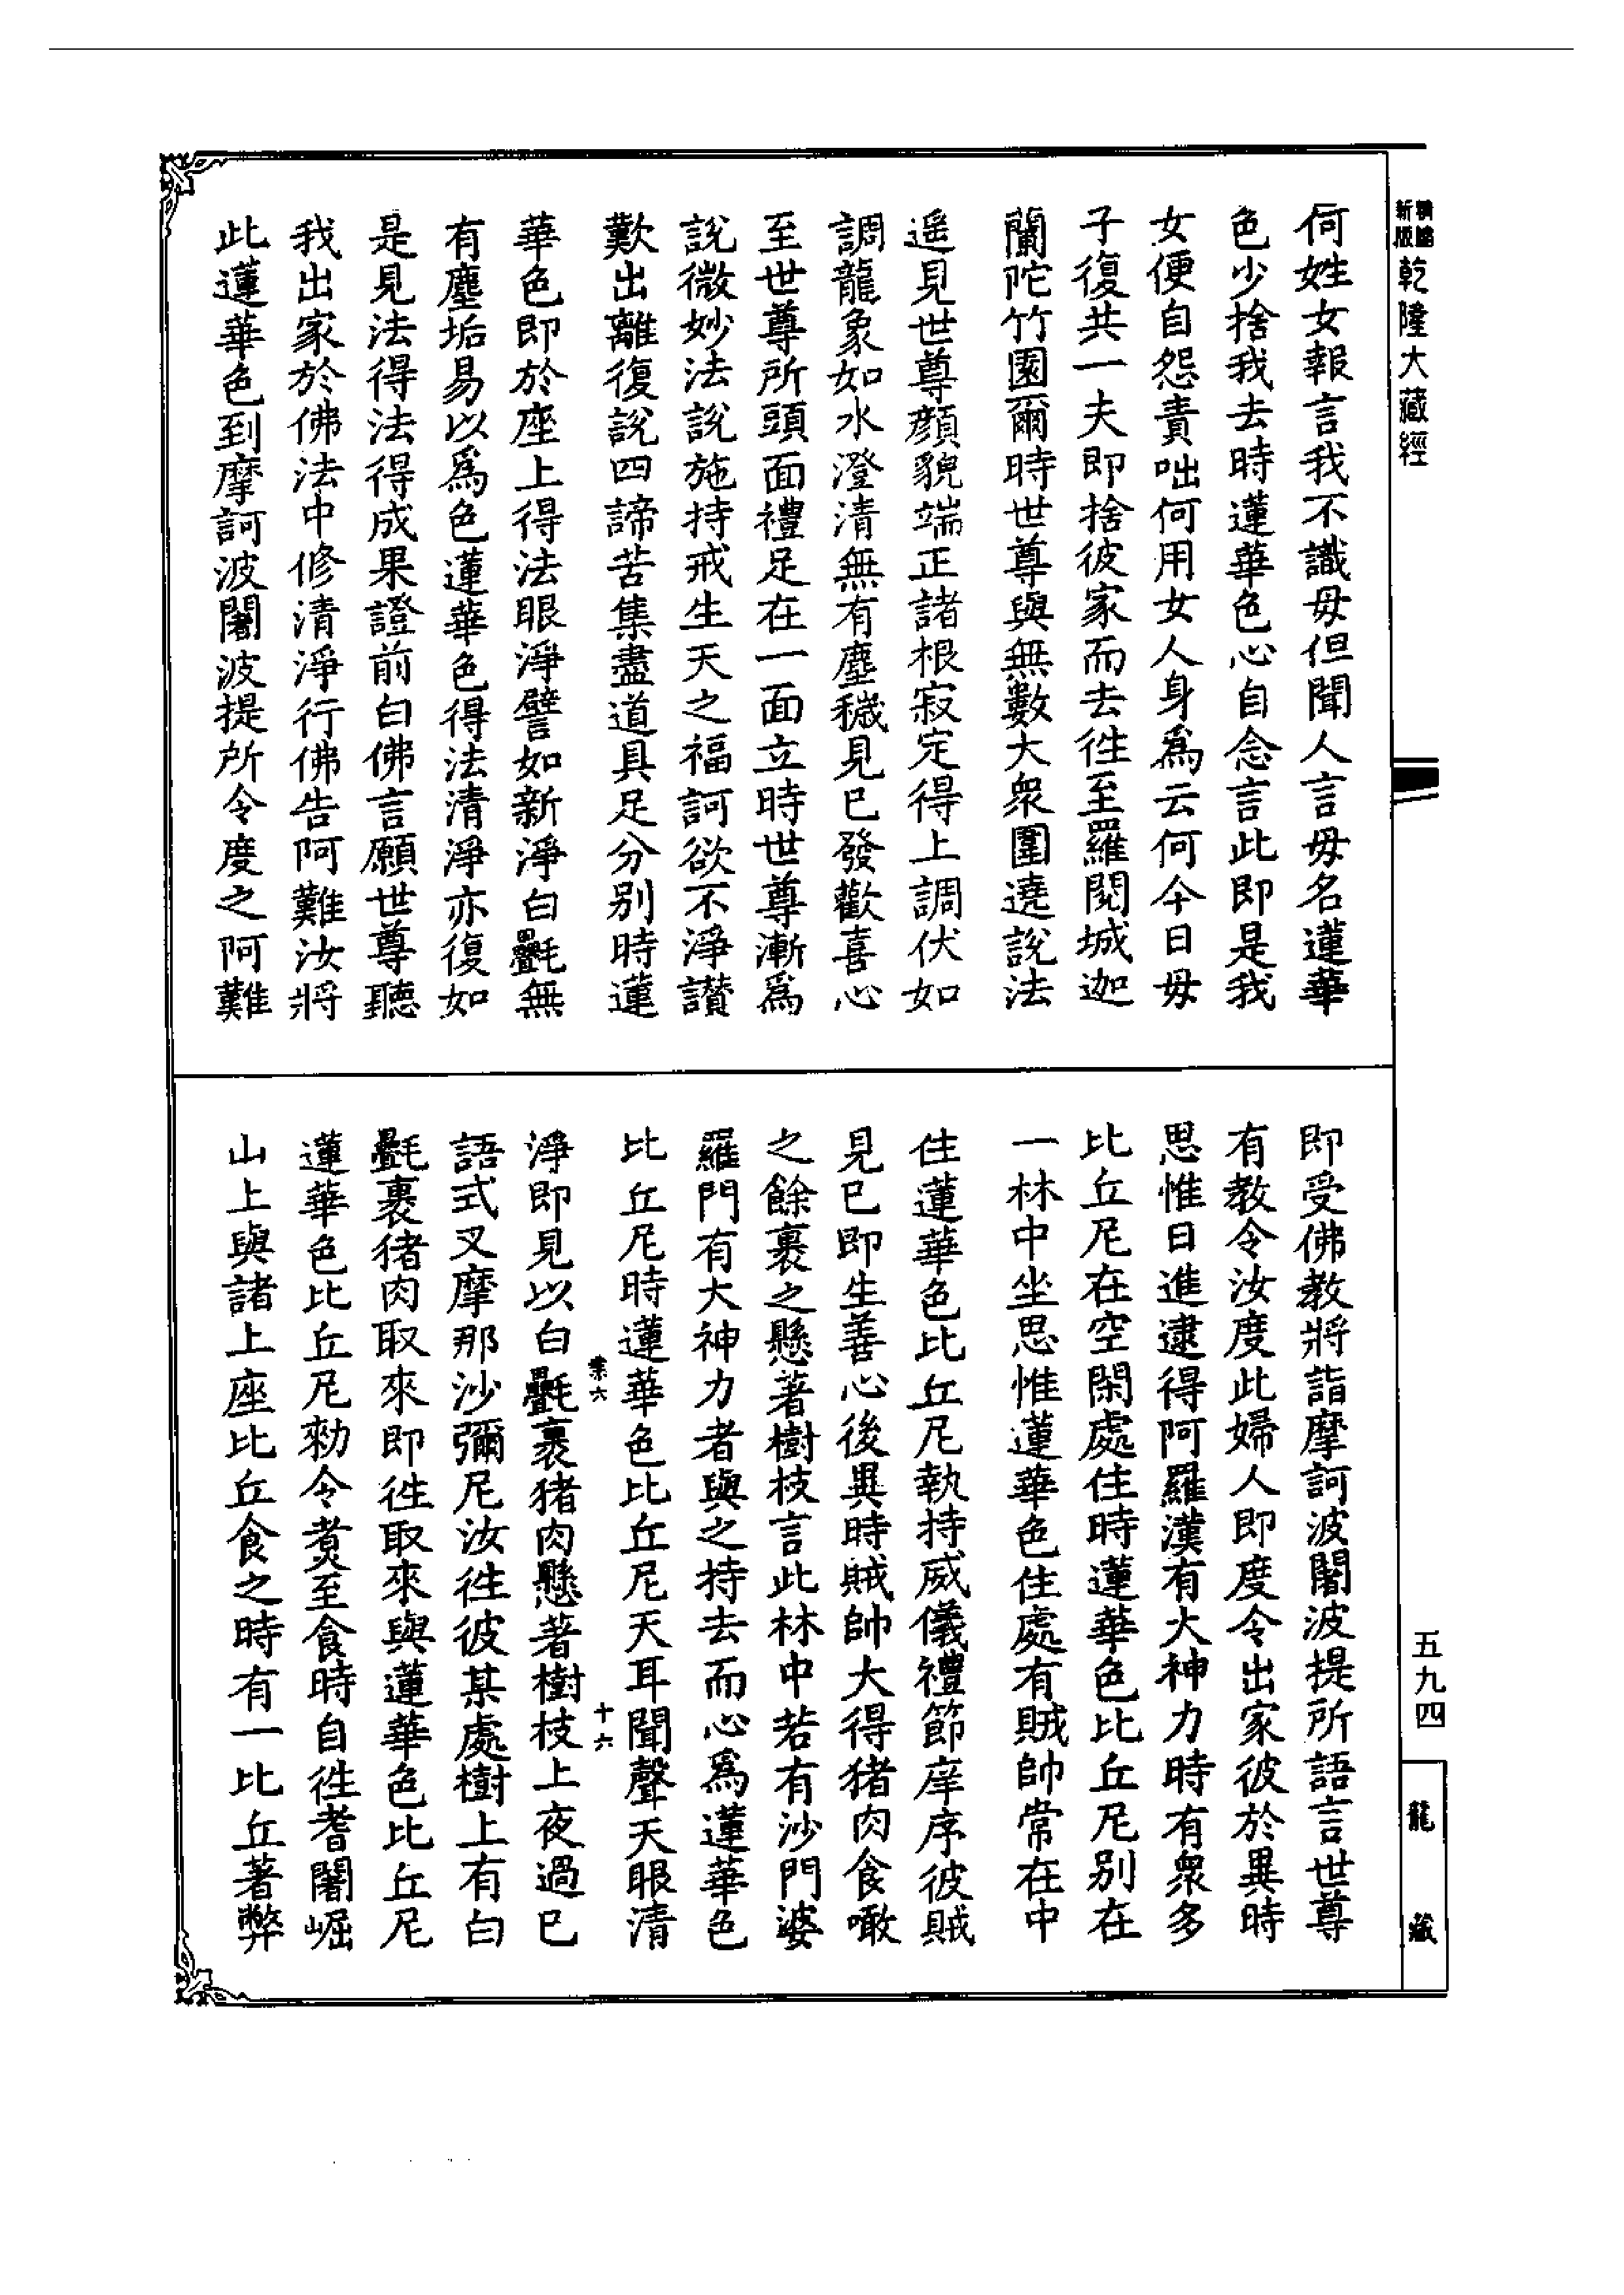 新版
精縮
乾隆大藏經
何姓女報言我不識毋但聞人言毋名蓮華
色少捨我去時蓮華色心自念言此即是我
女便自怨責咄何用女人身爲云何今日毋
子復共一夫即捨彼家而去徃至羅閱城迦
蘭陀竹園爾時世尊與無數大衆圍遶說法
遥見世尊顏貌端正諸根寂定得上調伏如
調龍象如水澄清無有塵穢見已發歡喜心
至世尊所頭面禮足在一面立時世尊漸爲
說微妙法說施持戒生天之福訶欲不淨讃
歎出離復説四諦苦集盡道具足分别時蓮
華色即於座上得法眼淨譬如新淨白氎無
有塵垢易以爲色蓮華色得法清淨亦復如
是見法得法得成果證前白佛言願世尊聽
我出家於佛法中修清淨行佛告阿難汝將
此蓮華色到摩訶波闍波提所令度之阿難
即受佛教將詣摩訶波闍波提所語言世尊
有教令汝度此婦人即度令出家彼於異時
思惟日進逮得阿羅漢有大神力時有衆多
比丘尼在空閑處住時蓮華色比丘尼别在
一林中坐思惟蓮華色住處有賊帥常在中
住蓮華色比丘尼執持威儀禮節庠序彼賊
見已即生善心後異時賊帥大得猪肉食噉
之餘裹之懸著樹枝言此林中若有沙門婆
羅門有大神力者與之持去而心爲蓮華色
比丘尼時蓮華色比丘尼天耳聞聲天眼清
業六
十六
淨即見以白氎裹猪肉懸著樹枝上夜過已
語式叉摩那沙彌尼汝徃彼某處樹上有白
氎裹猪肉取來即徃取來與蓮華色比丘尼
蓮華色比丘尼勑令煑至食時自徃耆闍崛
山上與諸上座比丘食之時有一比丘著弊
五九四
龍藏